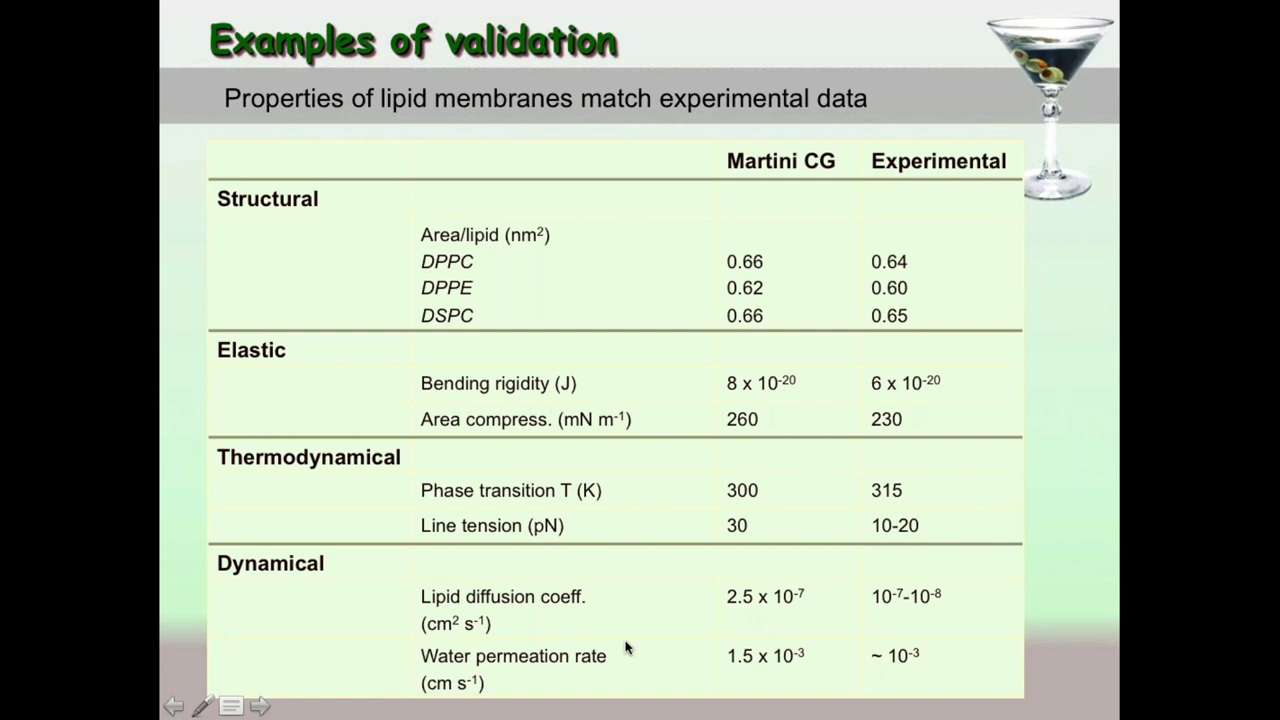 Examples of validation
Properties of lipid membranes match experimental data
Martini CG Experimental
Structural
Area/lipid (nm²)
DPPC 0.66 0.64
DPPE 0.62 0.60
DSPC 0.66 0.65
Elastic
Bending rigidity (J) 8 x 10⁻²⁰ 6 x 10⁻²⁰
Area compress. (mN m⁻¹) 260 230
Thermodynamical
Phase transition T (K) 300 315
Line tension (pN) 30 10-20
Dynamical
Lipid diffusion coeff. 2.5 x 10⁻⁷ 10⁻⁷-10⁻⁸
(cm² s⁻¹)
Water permeation rate 1.5 x 10⁻³ ~ 10⁻³
(cm s⁻¹)